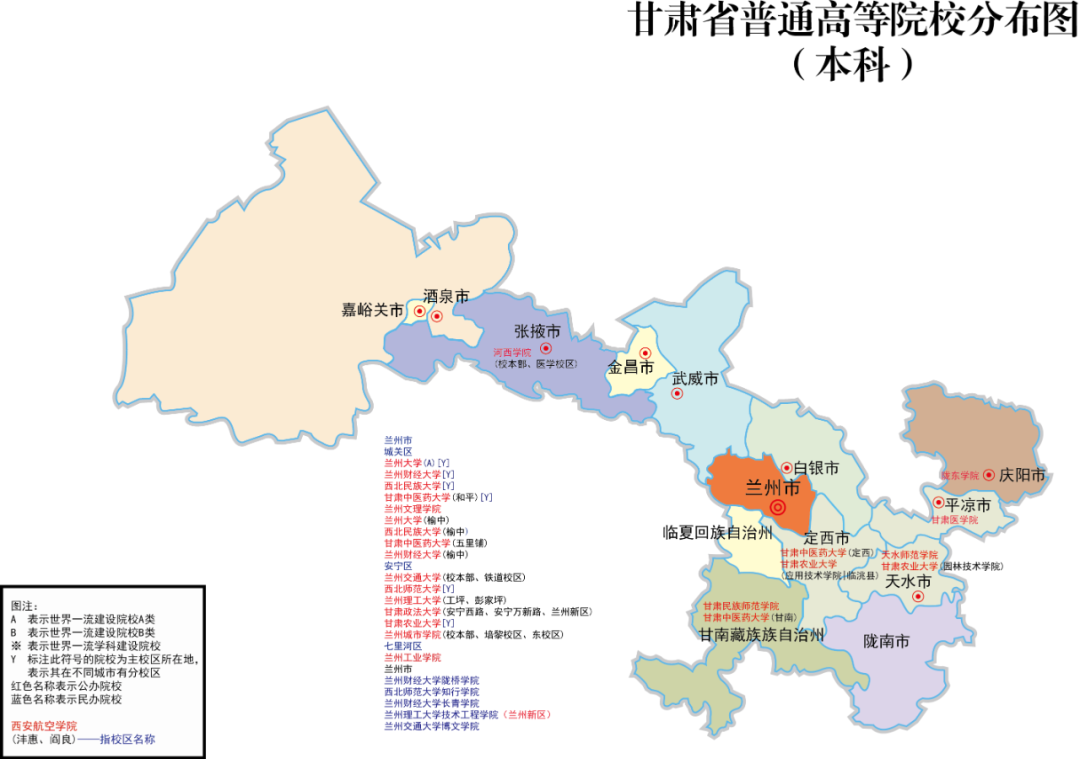 甘肃省普通高等院校分布图
（本科）
嘉峪关市
酒泉市
张掖市
河西学院
(校本部、医学校区)
金昌市
武威市
白银市
兰州市
临夏回族自治州
定西市
甘肃中医药大学(定西)
甘肃农业大学
(应用技术学院|临洮县)
陇东学院
庆阳市
平凉市
甘肃医学院
天水师范学院
甘肃农业大学(园林技术学院)
天水市
甘肃民族师范学院
甘肃中医药大学(甘南)
甘南藏族族自治州
陇南市
兰州市
城关区
兰州大学(A)[Y]
兰州财经大学[Y]
西北民族大学[Y]
甘肃中医药大学(和平)[Y]
兰州文理学院
兰州大学(榆中)
西北民族大学(榆中)
甘肃中医药大学(五里铺)
兰州财经大学(榆中)
安宁区
兰州交通大学(校本部、铁道校区)
西北师范大学[Y]
兰州理工大学(工坪、彭家坪)
甘肃政法大学(安宁西路、安宁万新路、兰州新区)
甘肃农业大学[Y]
兰州城市学院(校本部、培黎校区、东校区)
七里河区
兰州工业学院
兰州市
兰州财经大学陇桥学院
西北师范大学知行学院
兰州财经大学长青学院
兰州理工大学技术工程学院（兰州新区）
兰州交通大学博文学院
图注：
A 表示世界一流建设院校A类
B 表示世界一流建设院校B类
※ 表示世界一流学科建设院校
Y 标注此符号的院校为主校区所在地，
表示其在不同城市有分校区
红色名称表示公办院校
蓝色名称表示民办院校
西安航空学院
(沣惠、阎良)——指校区名称